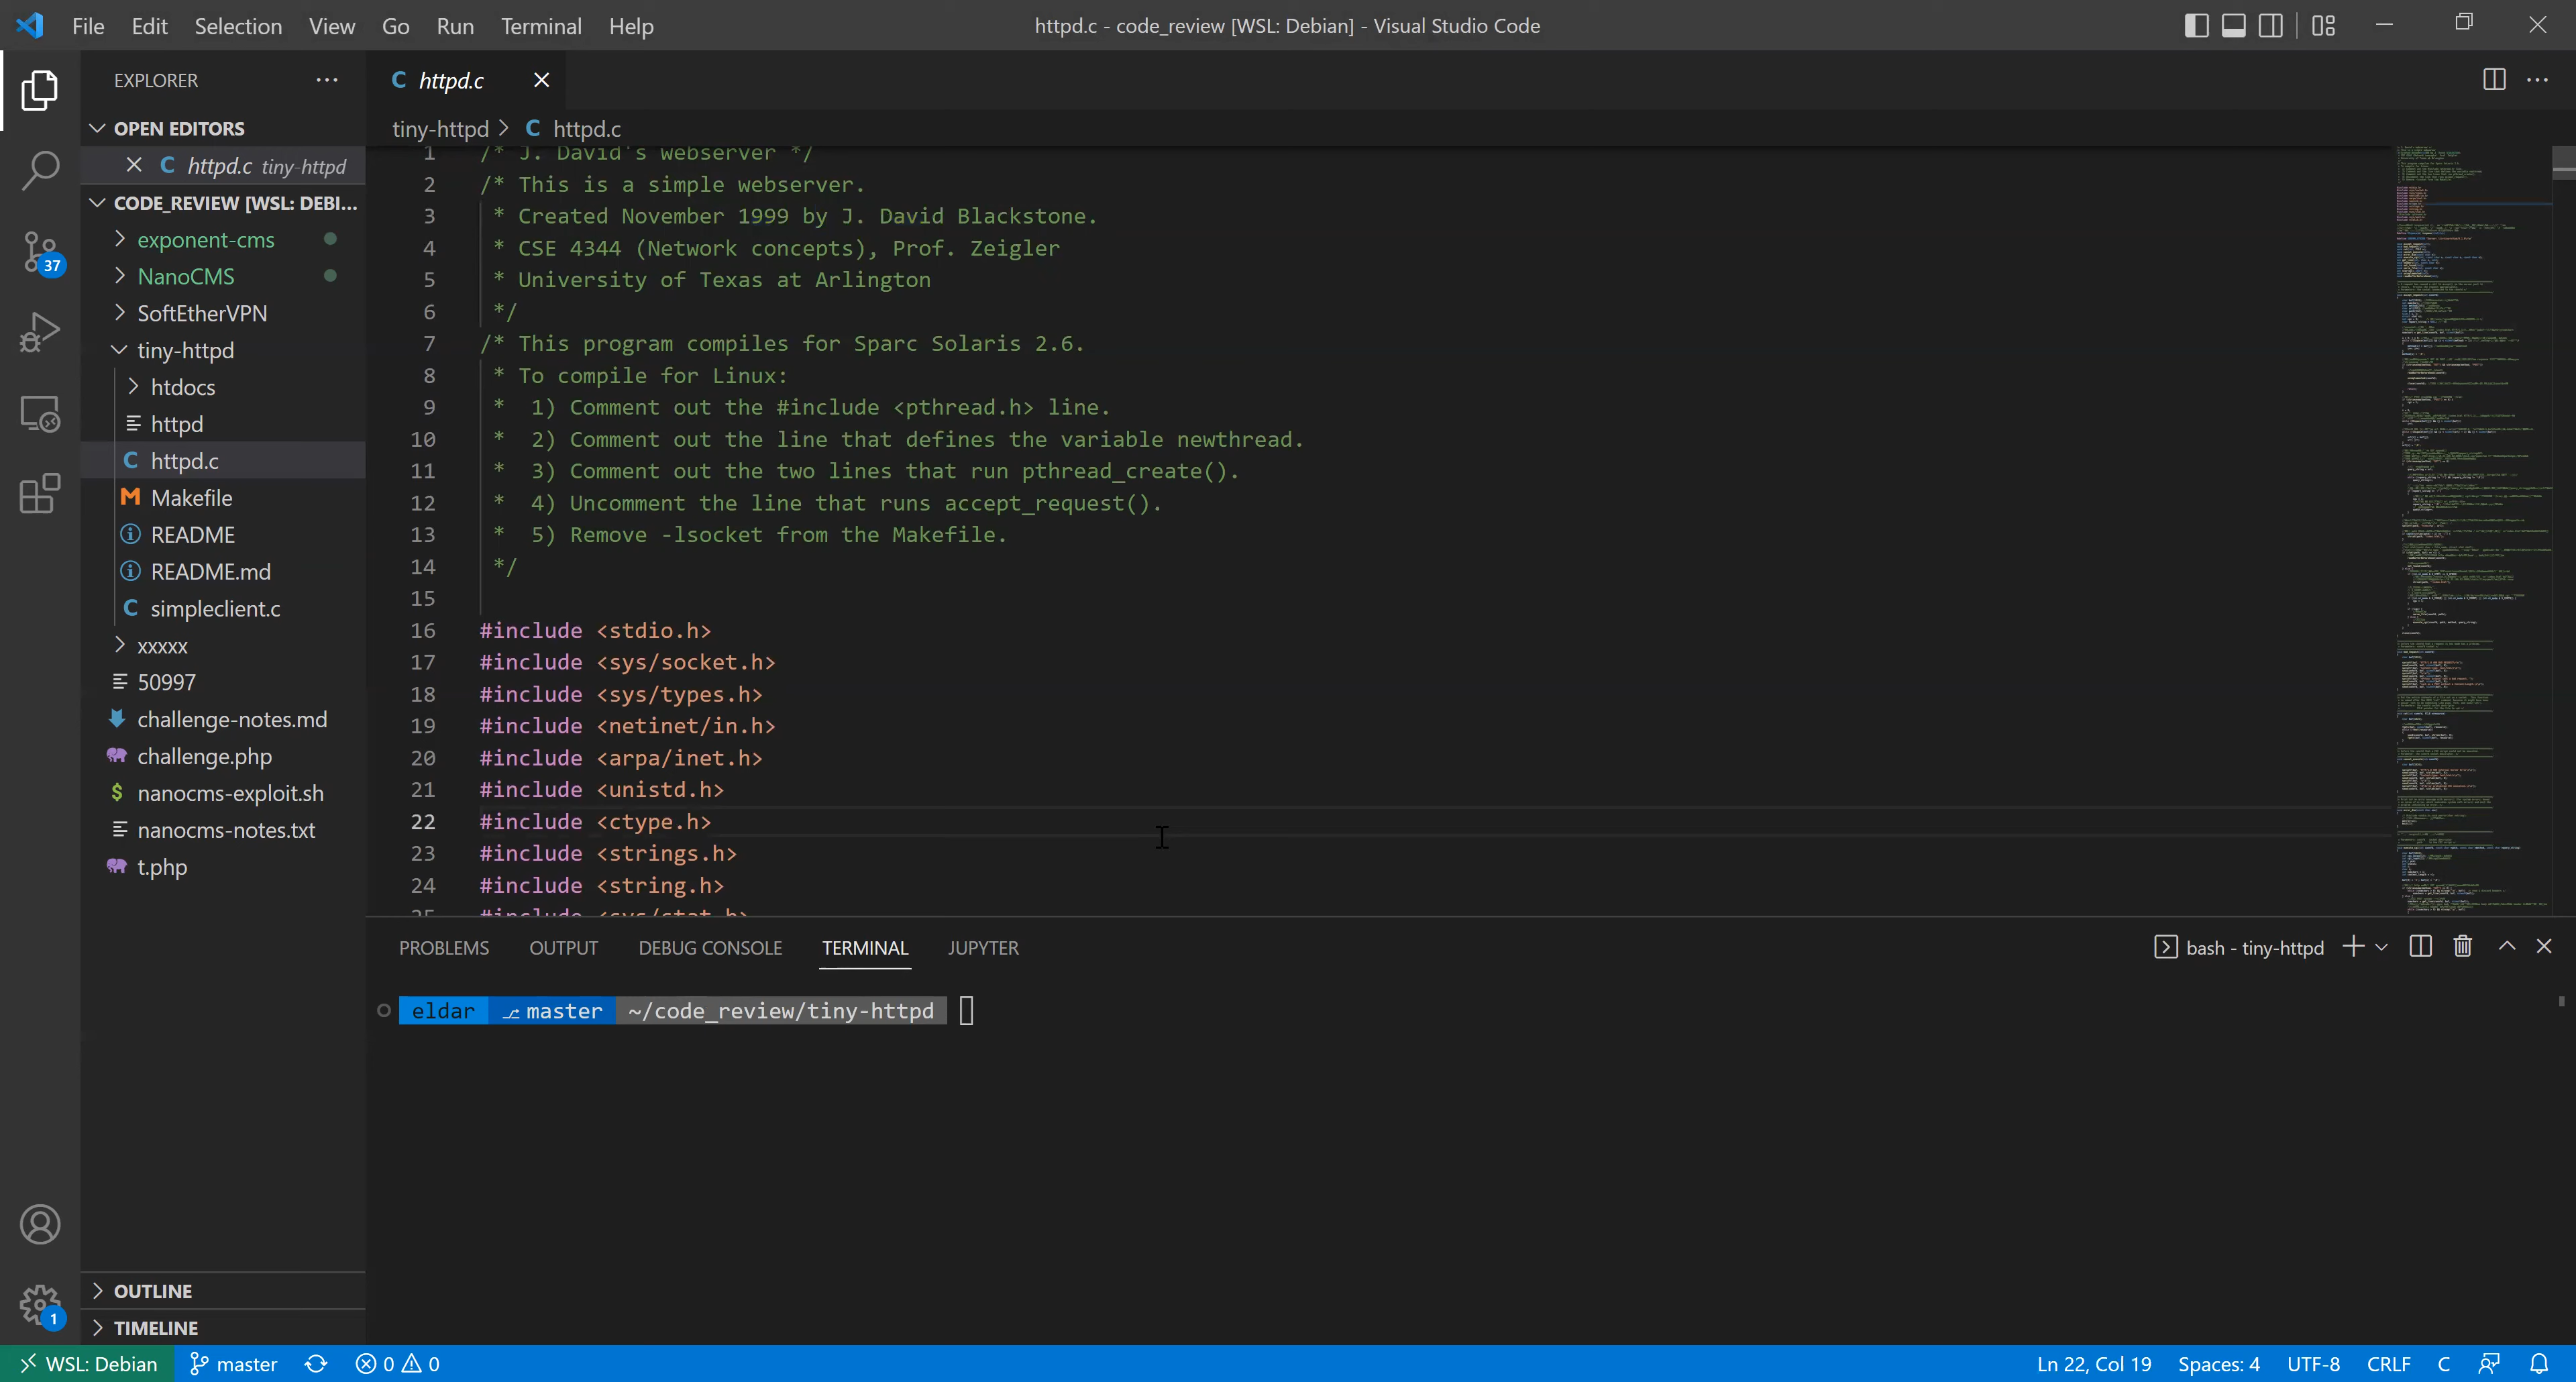 File Edit Selection View Go Run Terminal Help
httpd.c - code_review [WSL: Debian] - Visual Studio Code
EXPLORER
OPEN EDITORS
httpd.c tiny-httpd
CODE_REVIEW [WSL: DEBI...
exponent-cms
NanoCMS
SoftEtherVPN
tiny-httpd
htdocs
httpd
httpd.c
Makefile
README
README.md
simpleclient.c
xxxxx
50997
challenge-notes.md
challenge.php
nanocms-exploit.sh
nanocms-notes.txt
t.php
OUTLINE
TIMELINE
37
1
httpd.c
tiny-httpd > httpd.c
1 /* J. David's webserver */
2 /* This is a simple webserver.
3 * Created November 1999 by J. David Blackstone.
4 * CSE 4344 (Network concepts), Prof. Zeigler
5 * University of Texas at Arlington
6 */
7 /* This program compiles for Sparc Solaris 2.6.
8 * To compile for Linux:
9 * 1) Comment out the #include <pthread.h> line.
10 * 2) Comment out the line that defines the variable newthread.
11 * 3) Comment out the two lines that run pthread_create().
12 * 4) Uncomment the line that runs accept_request().
13 * 5) Remove -lsocket from the Makefile.
14 */
15
16 #include <stdio.h>
17 #include <sys/socket.h>
18 #include <sys/types.h>
19 #include <netinet/in.h>
20 #include <arpa/inet.h>
21 #include <unistd.h>
22 #include <ctype.h>
23 #include <strings.h>
24 #include <string.h>
25 #include <sys/stat.h>
PROBLEMS OUTPUT DEBUG CONSOLE TERMINAL JUPYTER
bash - tiny-httpd
eldar master ~/code_review/tiny-httpd
WSL: Debian master 0 0
Ln 22, Col 19 Spaces: 4 UTF-8 CRLF C